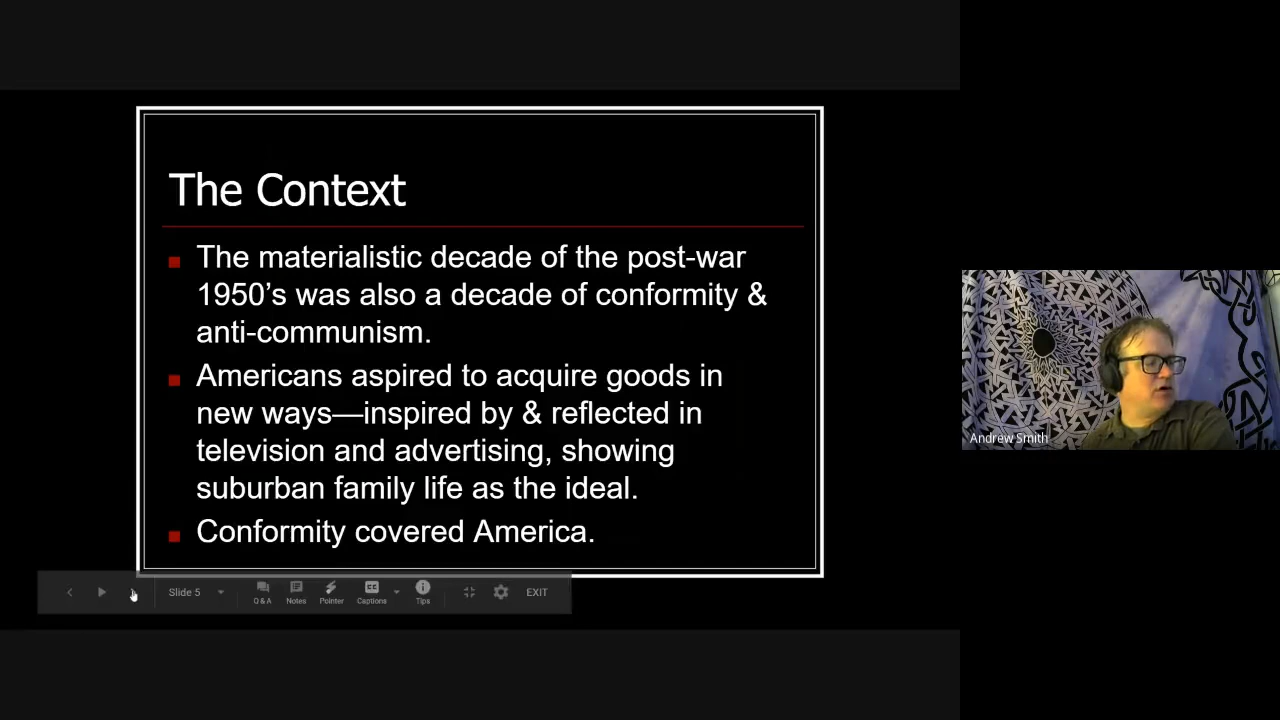 The Context
The materialistic decade of the post-war
1950's was also a decade of conformity &
anti-communism.
Americans aspired to acquire goods in
new ways—inspired by & reflected in
television and advertising, showing
suburban family life as the ideal.
Conformity covered America.
Slide 5
Q & A
Notes
Pointer
CC
Captions
Tips
EXIT
Andrew Smith